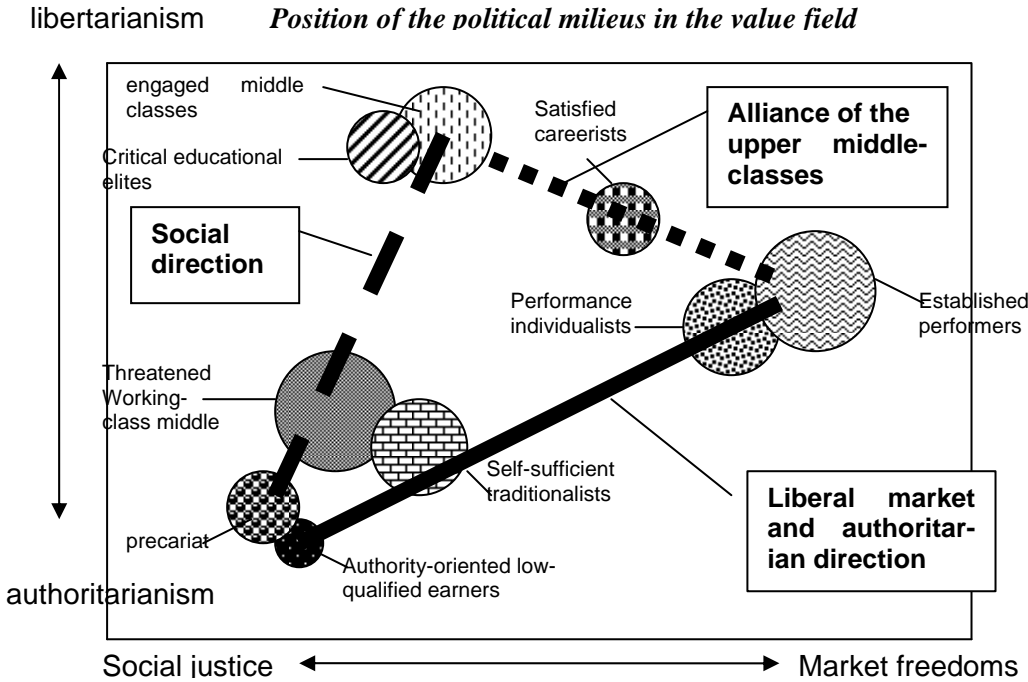 libertarianism
Position of the political milieus in the value field
engaged middle
classes
Satisfied
careerists
Alliance of the
upper middle-
classes
Critical educational
elites
Social
direction
Performance
individualists
Established
performers
Threatened
Working-
class middle
Self-sufficient
traditionalists
Liberal market
and authoritar-
ian direction
precariat
Authority-oriented low-
qualified earners
authoritarianism
Social justice
Market freedoms